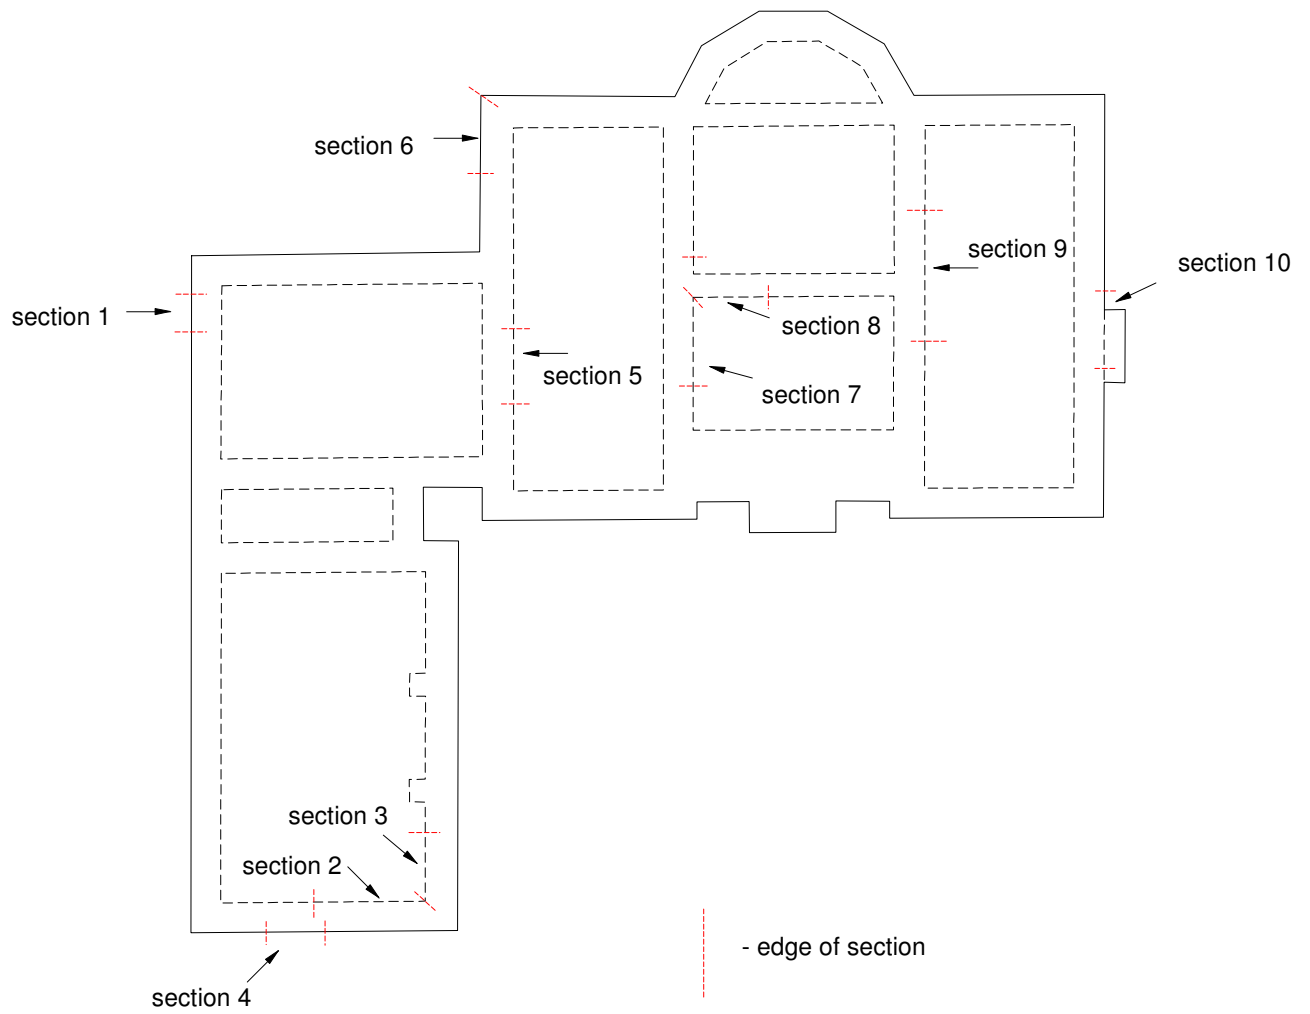 section 6
section 9
section 10
section 1
section 8
section 5
section 7
section 3
section 2
- edge of section
section 4